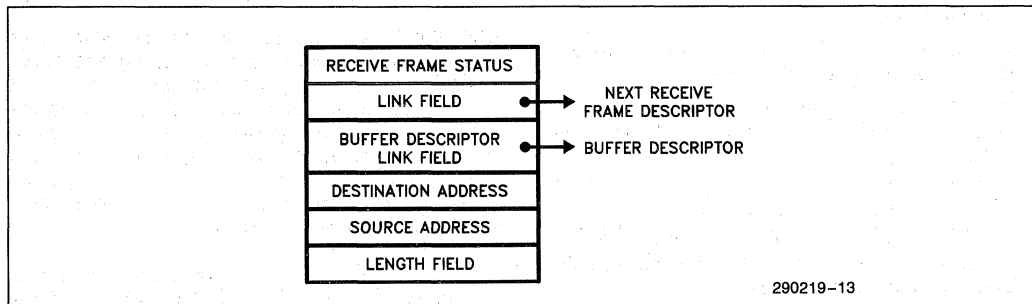 RECEIVE FRAME STATUS
LINK FIELD
NEXT RECEIVE
FRAME DESCRIPTOR
BUFFER DESCRIPTOR
LINK FIELD
BUFFER DESCRIPTOR
DESTINATION ADDRESS
SOURCE ADDRESS
LENGTH FIELD
290219-13